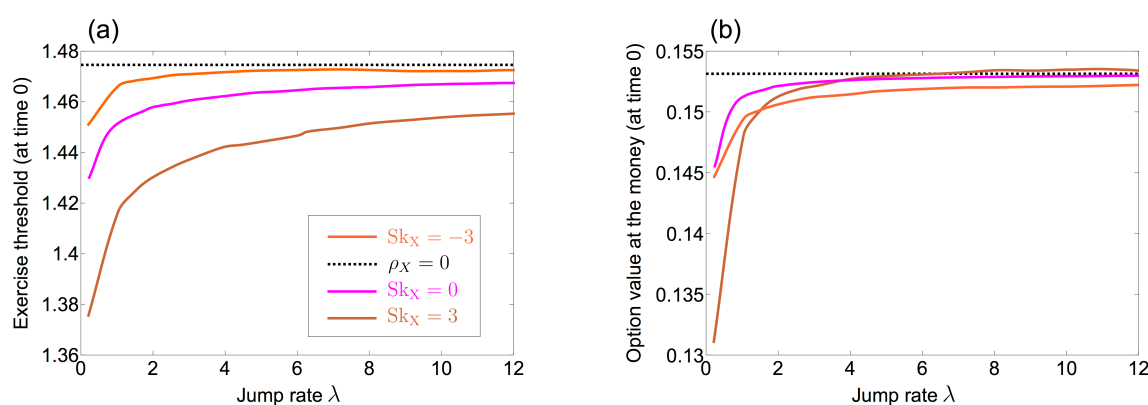 (a)
1.48
1.46
1.44
1.42
1.4
1.38
1.36
0
2
4
6
8
10
12
Exercise threshold (at time 0)
Jump rate λ
Sk_X = −3
ρ_X = 0
Sk_X = 0
Sk_X = 3
(b)
0.155
0.15
0.145
0.14
0.135
0.13
0
2
4
6
8
10
12
Option value at the money (at time 0)
Jump rate λ